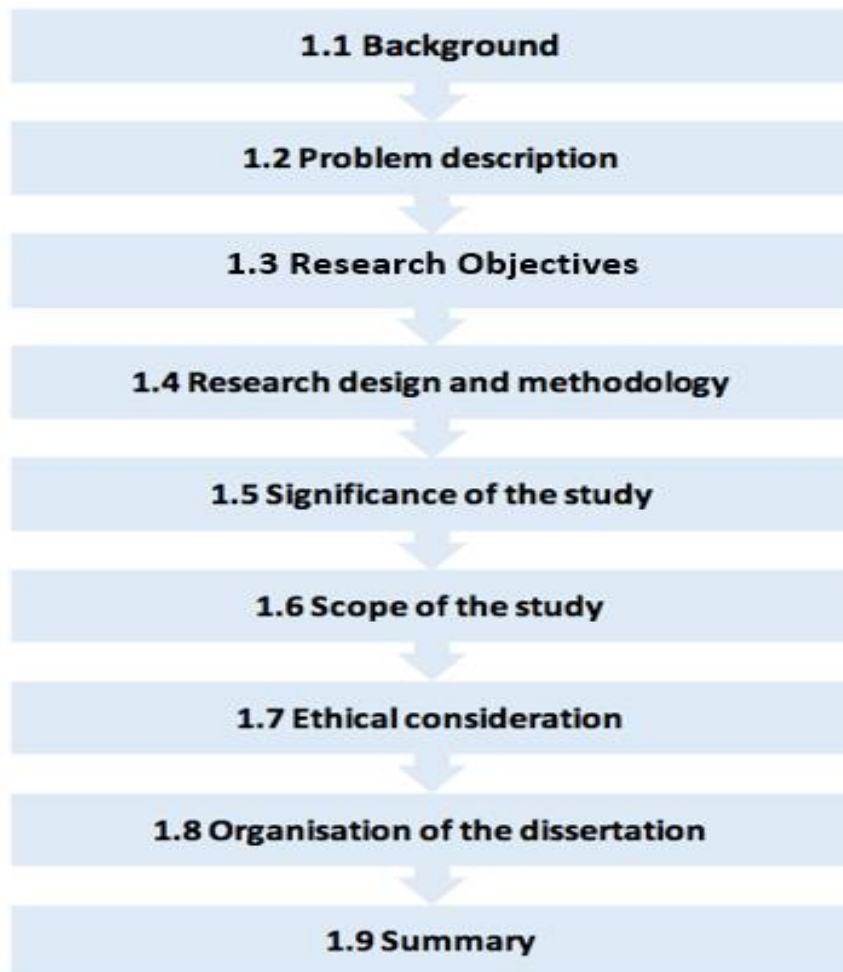 1.1 Background
1.2 Problem description
1.3 Research Objectives
1.4 Research design and methodology
1.5 Significance of the study
1.6 Scope of the study
1.7 Ethical consideration
1.8 Organisation of the dissertation
1.9 Summary